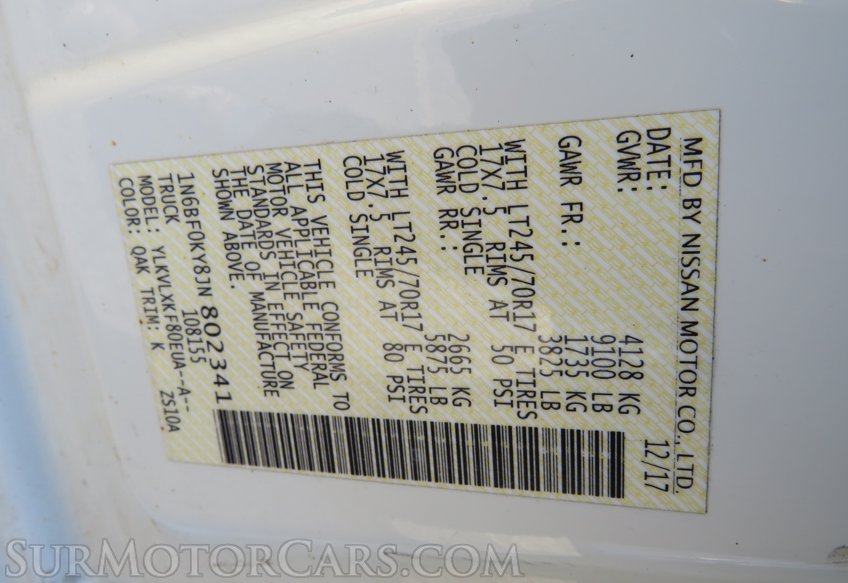 MFD BY NISSAN MOTOR CO., LTD.
DATE: 12/17
GVWR: 4128 KG
9100 LB
GAWR FR.: 1735 KG
3825 LB
WITH LT245/70R17 E TIRES
17X7.5 RIMS AT 50 PSI
COLD SINGLE
GAWR RR.: 2665 KG
5875 LB
WITH LT245/70R17 E TIRES
17X7.5 RIMS AT 80 PSI
COLD SINGLE
THIS VEHICLE CONFORMS TO
ALL APPLICABLE FEDERAL
MOTOR VEHICLE SAFETY
STANDARDS IN EFFECT ON
THE DATE OF MANUFACTURE
SHOWN ABOVE.
1N6BF0KY8JN802341
TRUCK 108155
MODEL: YLKVLXKF80EUA--A--
COLOR: QAK TRIM: K ZS10A
SurMotorCars.com